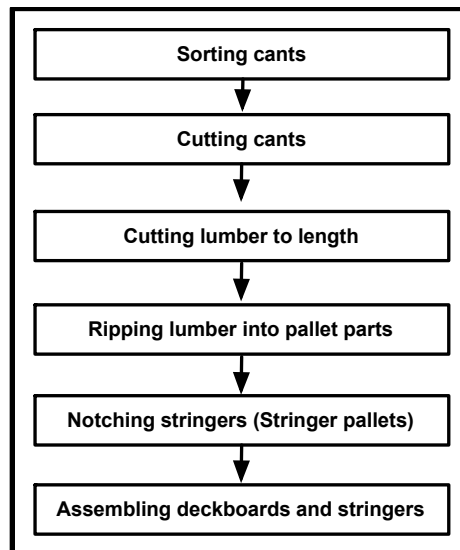 Sorting cants
Cutting cants
Cutting lumber to length
Ripping lumber into pallet parts
Notching stringers (Stringer pallets)
Assembling deckboards and stringers